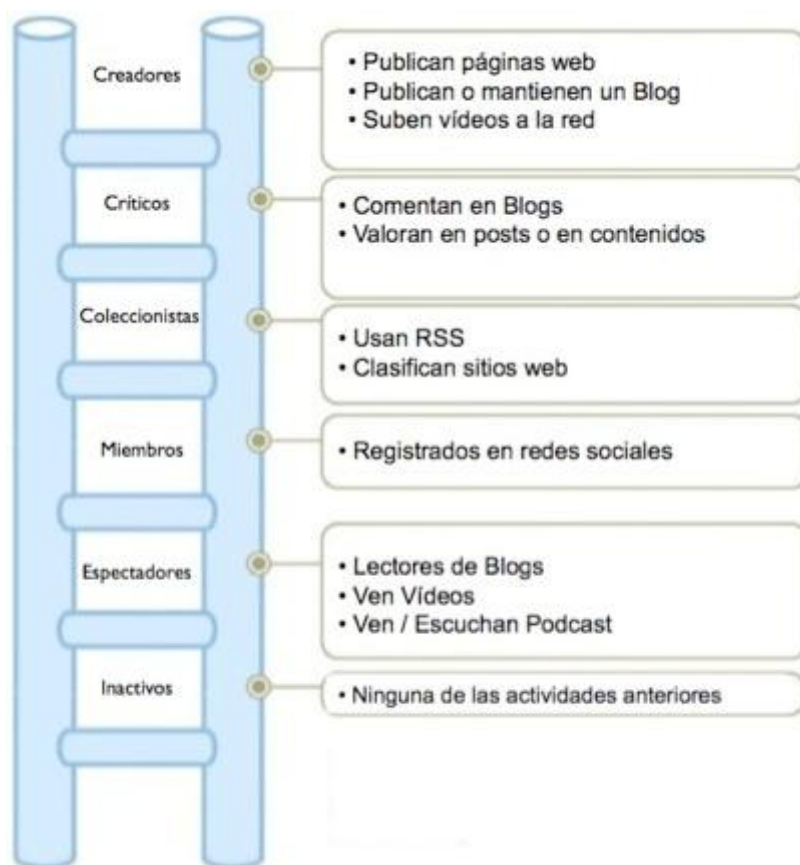 Creadores
• Publican páginas web
• Publican o mantienen un Blog
• Suben vídeos a la red
Críticos
• Comentan en Blogs
• Valoran en posts o en contenidos
Coleccionistas
• Usan RSS
• Clasifican sitios web
Miembros
• Registrados en redes sociales
Espectadores
• Lectores de Blogs
• Ven Vídeos
• Ven / Escuchan Podcast
Inactivos
• Ninguna de las actividades anteriores